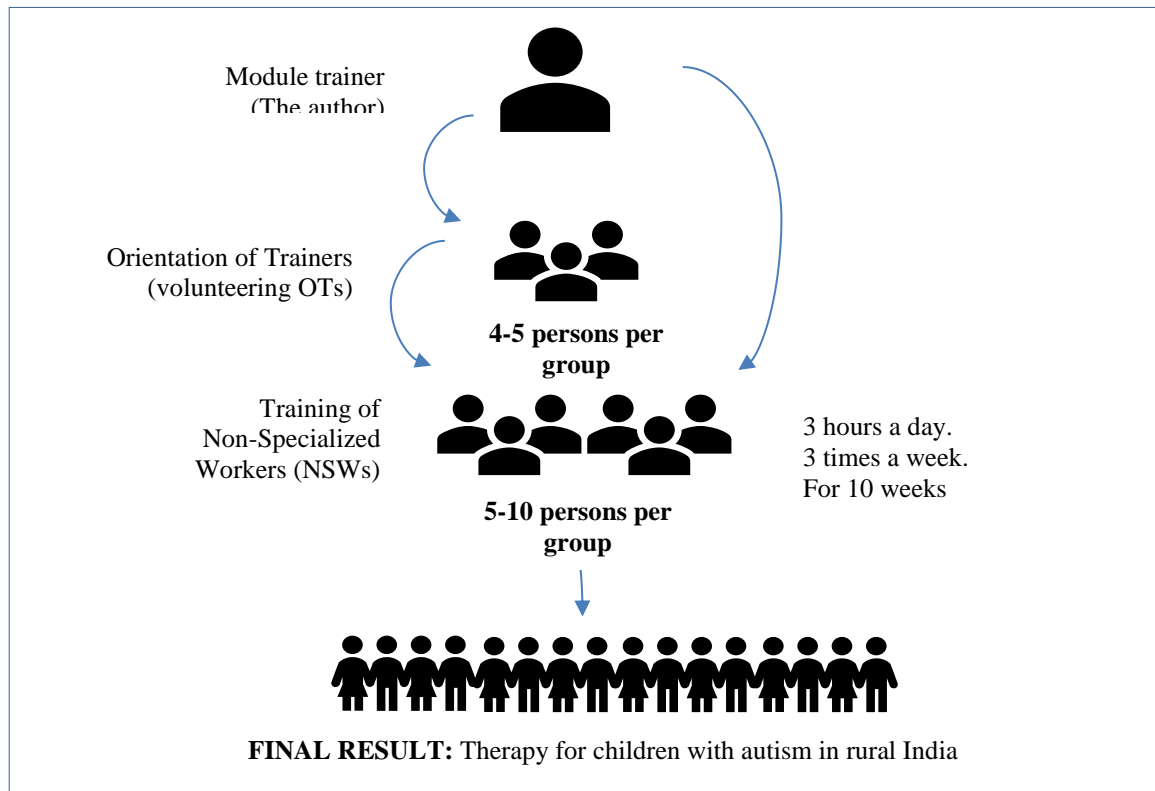 Module trainer
(The author)
Orientation of Trainers
(volunteering OTs)
4-5 persons per
group
Training of
Non-Specialized
Workers (NSWs)
3 hours a day.
3 times a week.
For 10 weeks
5-10 persons per
group
FINAL RESULT: Therapy for children with autism in rural India